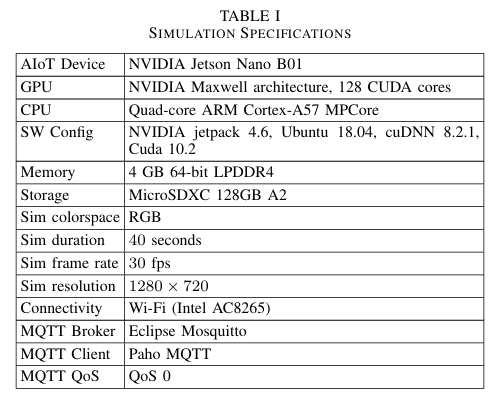 TABLE I
SIMULATION SPECIFICATIONS
AIoT Device NVIDIA Jetson Nano B01
GPU NVIDIA Maxwell architecture, 128 CUDA cores
CPU Quad-core ARM Cortex-A57 MPCore
SW Config NVIDIA jetpack 4.6, Ubuntu 18.04, cuDNN 8.2.1,
Cuda 10.2
Memory 4 GB 64-bit LPDDR4
Storage MicroSDXC 128GB A2
Sim colorspace RGB
Sim duration 40 seconds
Sim frame rate 30 fps
Sim resolution 1280 × 720
Connectivity Wi-Fi (Intel AC8265)
MQTT Broker Eclipse Mosquitto
MQTT Client Paho MQTT
MQTT QoS QoS 0